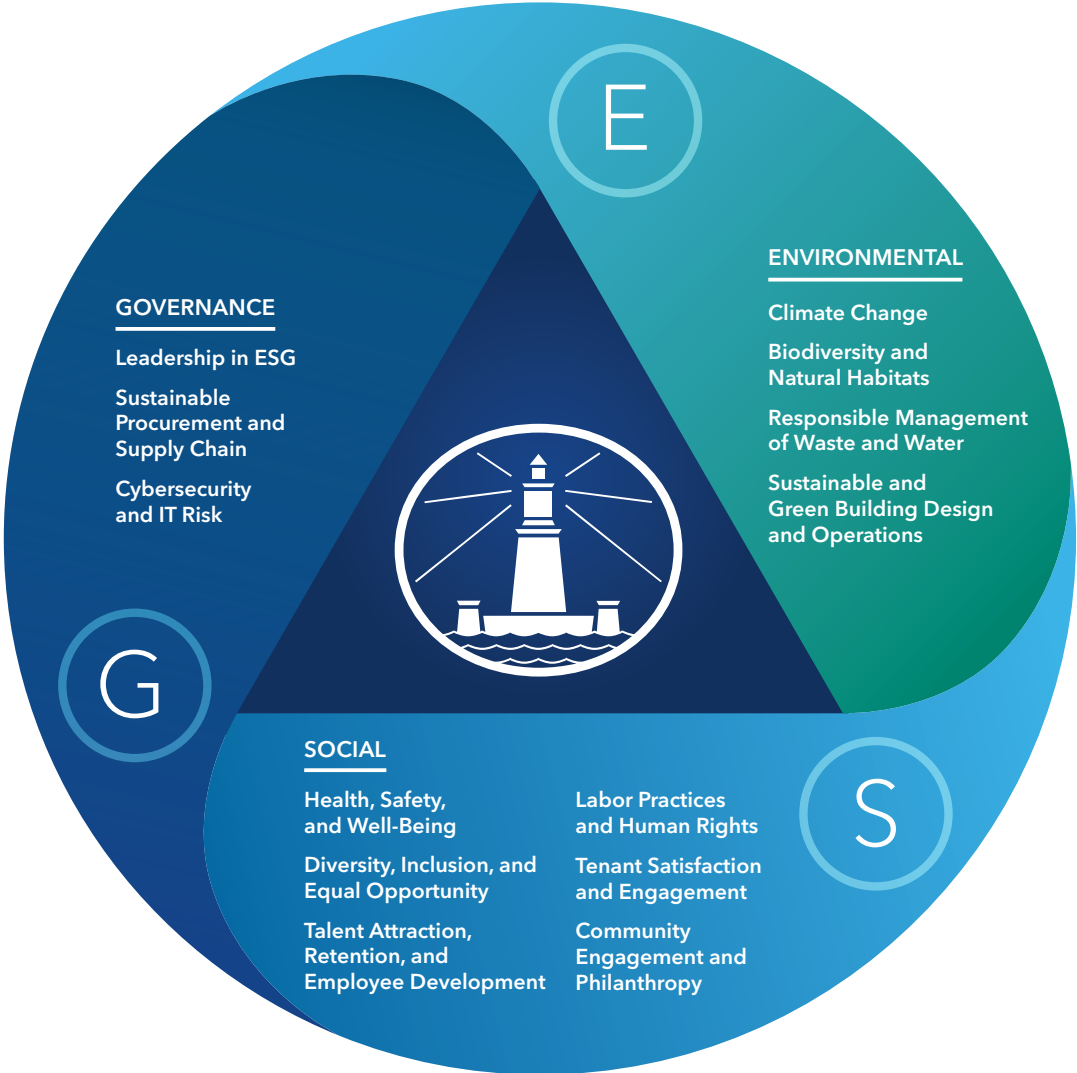 E
ENVIRONMENTAL
Climate Change
Biodiversity and
Natural Habitats
Responsible Management
of Waste and Water
Sustainable and
Green Building Design
and Operations
S
SOCIAL
Health, Safety,
and Well-Being
Diversity, Inclusion, and
Equal Opportunity
Talent Attraction,
Retention, and
Employee Development
Labor Practices
and Human Rights
Tenant Satisfaction
and Engagement
Community
Engagement and
Philanthropy
G
GOVERNANCE
Leadership in ESG
Sustainable
Procurement and
Supply Chain
Cybersecurity
and IT Risk